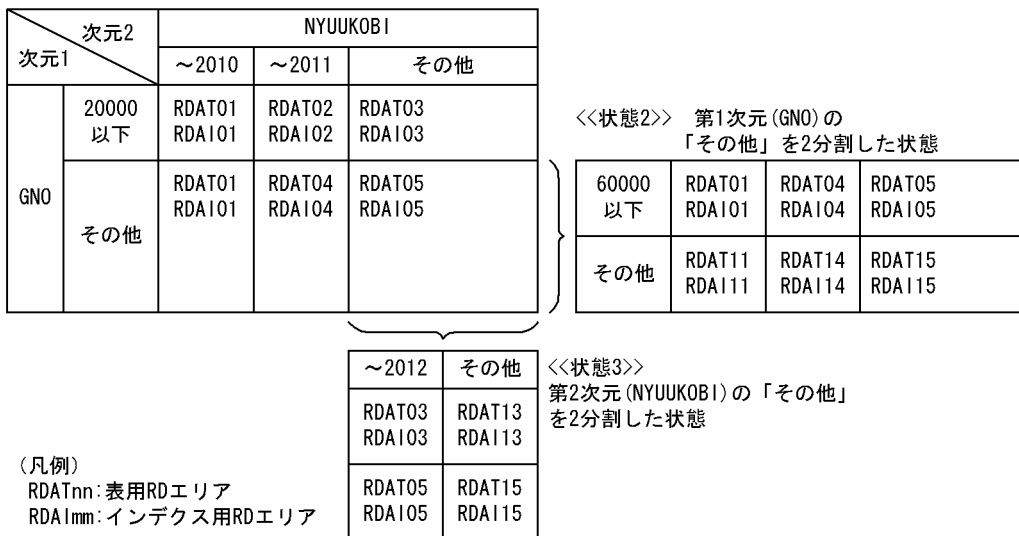 次元2
次元1
NYUUKOBI
～2010 ～2011 その他
GNO
20000
以下
RDAT01 RDAT02 RDAT03
RDAI01 RDAI02 RDAI03
その他
RDAT01 RDAT04 RDAT05
RDAI01 RDAI04 RDAI05
<<状態2>> 第1次元(GNO)の
「その他」を2分割した状態
60000
以下
RDAT01 RDAT04 RDAT05
RDAI01 RDAI04 RDAI05
その他
RDAT11 RDAT14 RDAT15
RDAI11 RDAI14 RDAI15
～2012 その他
RDAT03 RDAT13
RDAI03 RDAI13
RDAT05 RDAT15
RDAI05 RDAI15
<<状態3>>
第2次元(NYUUKOBI)の「その他」
を2分割した状態
(凡例)
RDATnn:表用RDエリア
RDAImm:インデクス用RDエリア